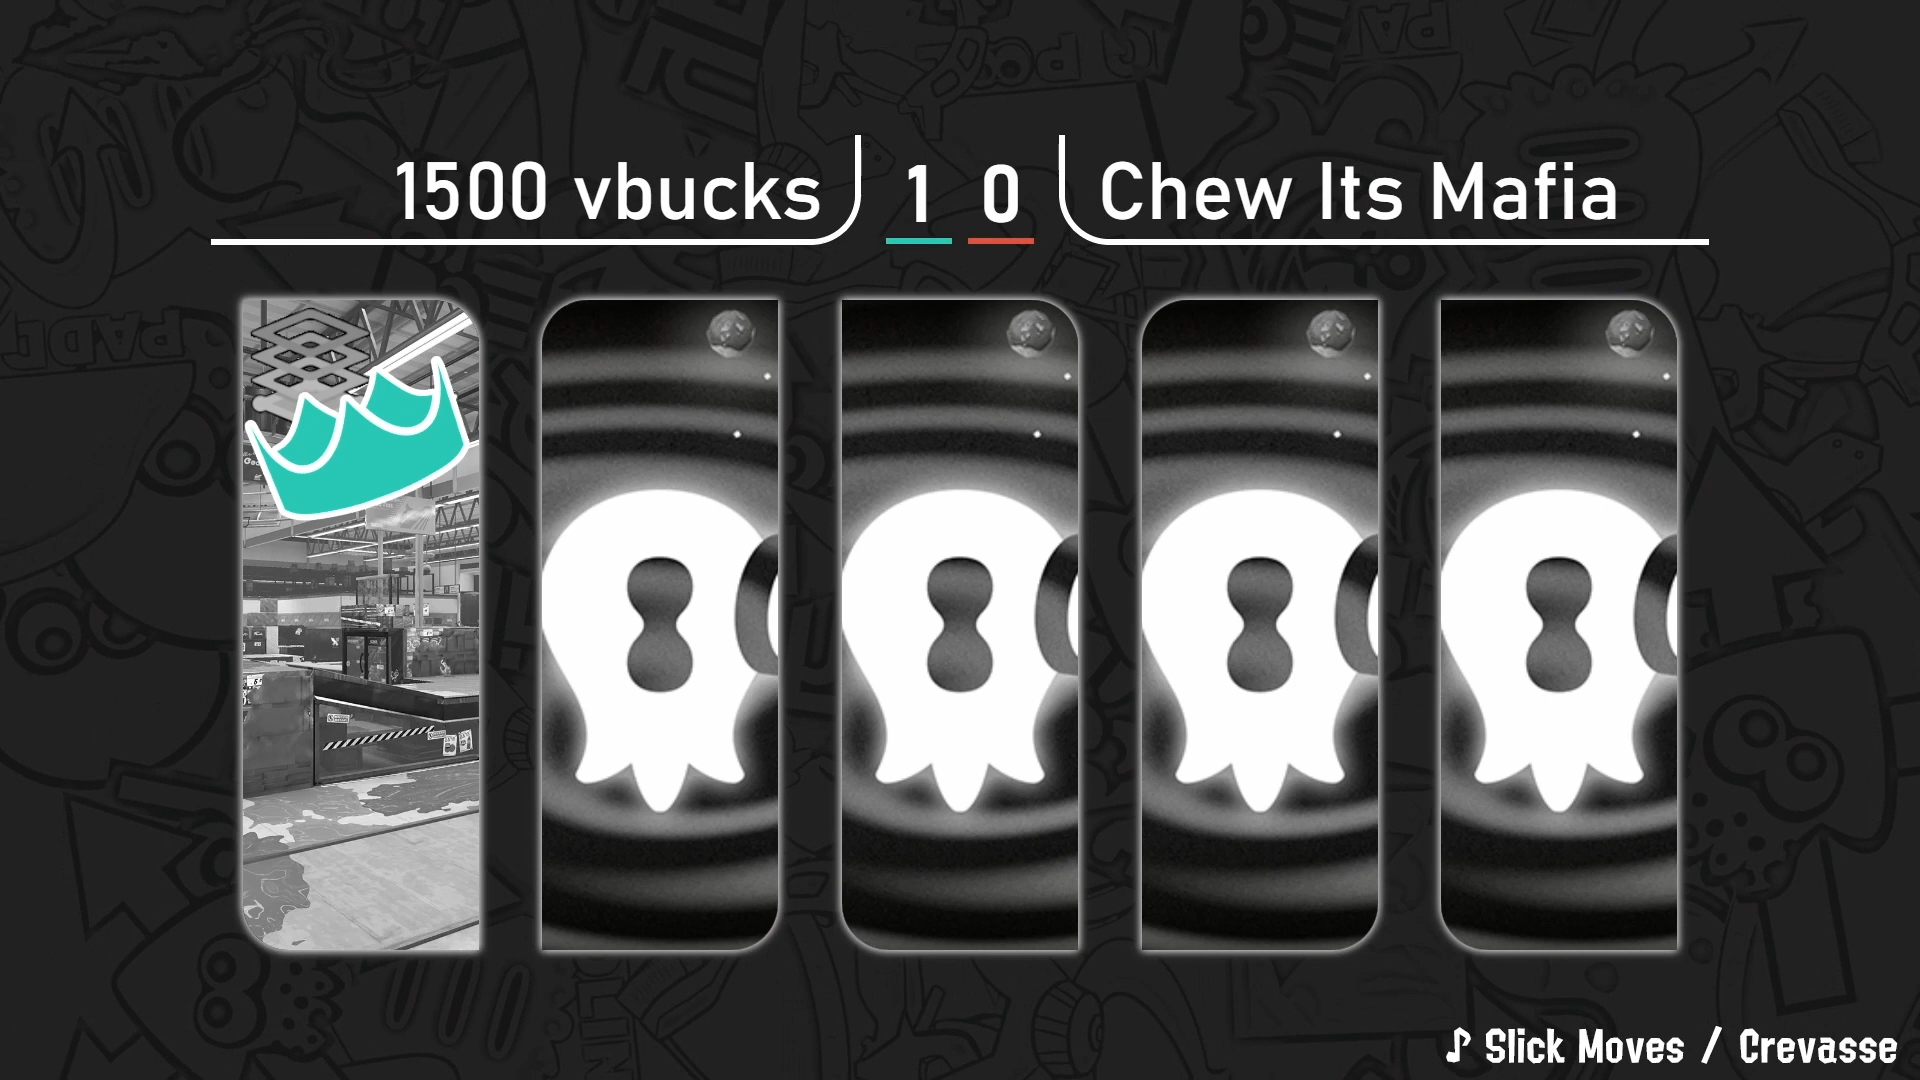 1500 vbucks 1 0 Chew Its Mafia
♪ Slick Moves / Crevasse